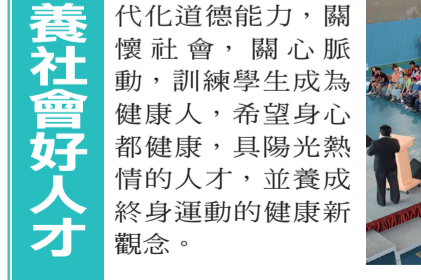 養社會好人才
代化道德能力，關
懷社會，關心脈
動，訓練學生成為
健康人，希望身心
都健康，具陽光熱
情的人才，並養成
終身運動的健康新
觀念。